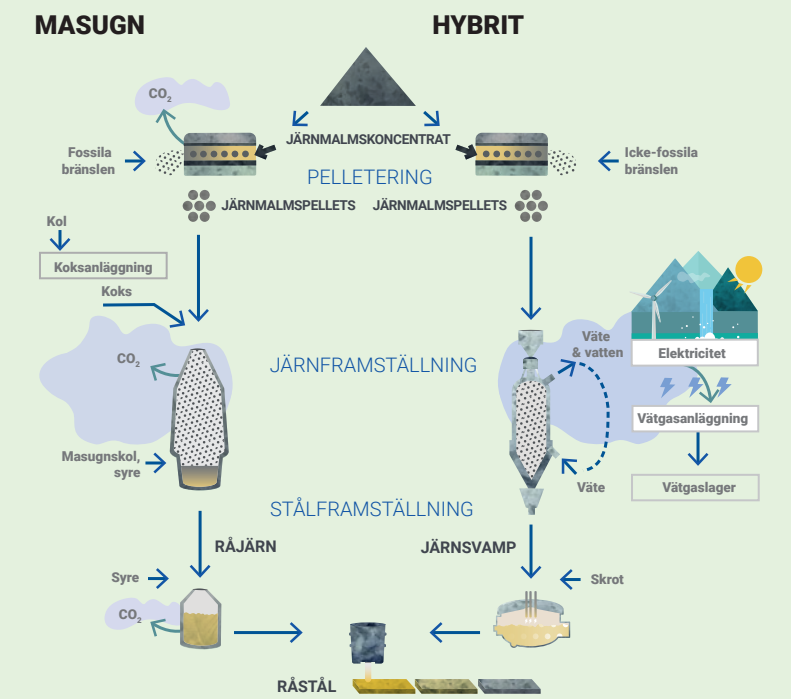 MASUGN
HYBRIT
CO₂
JÄRNMALMSKONCENTRAT
Fossila
bränslen
Icke-fossila
bränslen
PELLETERING
JÄRNMALMSPELLETS
JÄRNMALMSPELLETS
Kol
Koksanläggning
Koks
CO₂
JÄRNFRAMSTÄLLNING
Väte
& vatten
Elektricitet
Vätgasanläggning
Masugnskol,
syre
Väte
Vätgaslager
STÅLFRAMSTÄLLNING
RÅJÄRN
JÄRNSVAMP
Syre
Skrot
CO₂
RÅSTÅL